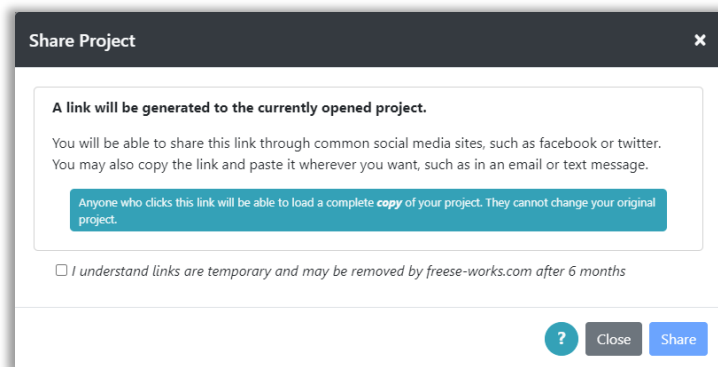 Share Project ×
A link will be generated to the currently opened project.
You will be able to share this link through common social media sites, such as facebook or twitter.
You may also copy the link and paste it wherever you want, such as in an email or text message.
Anyone who clicks this link will be able to load a complete copy of your project. They cannot change your original
project.
I understand links are temporary and may be removed by freese-works.com after 6 months
? Close Share